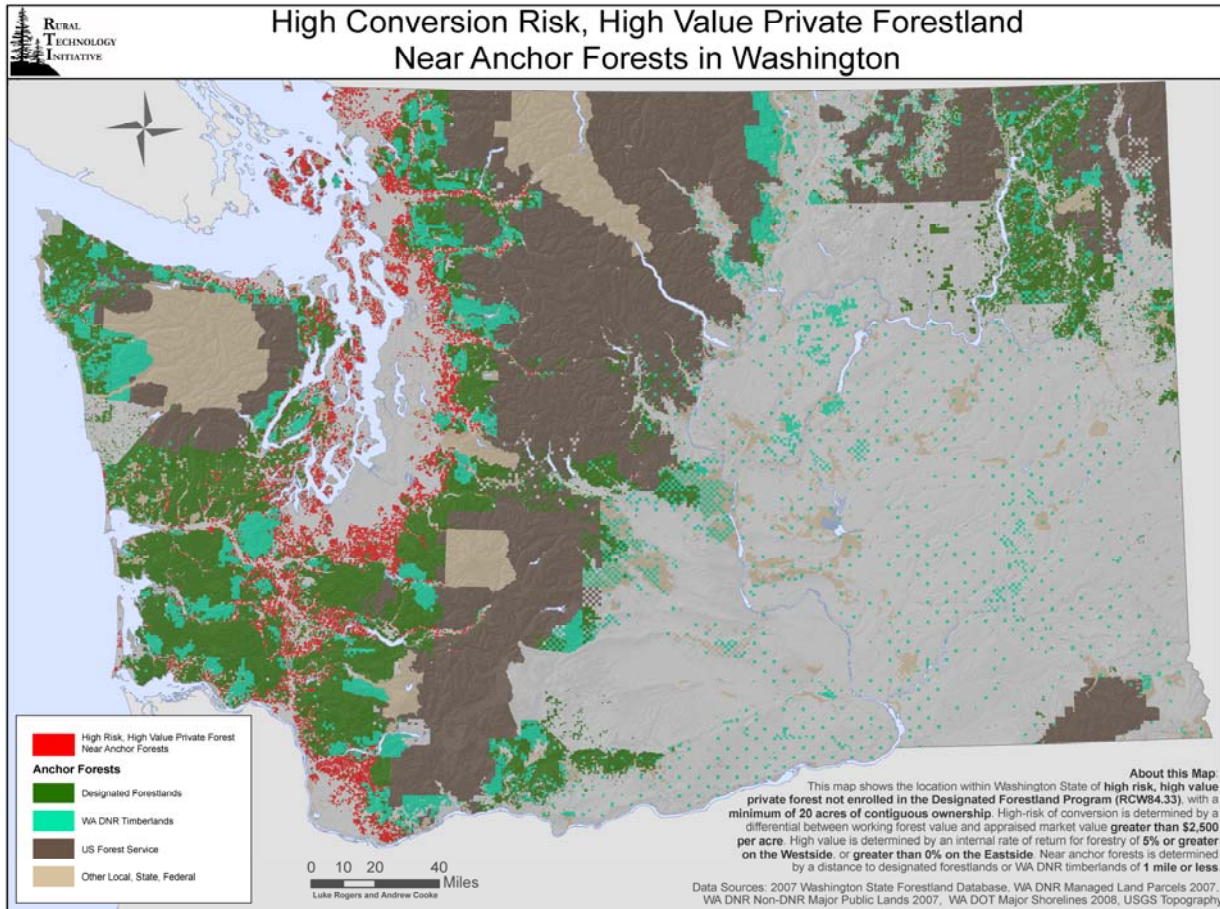 RURAL
TECHNOLOGY
INITIATIVE
High Conversion Risk, High Value Private Forestland
Near Anchor Forests in Washington
High Risk, High Value Private Forest
Near Anchor Forests
Anchor Forests
Designated Forestlands
WA DNR Timberlands
US Forest Service
Other Local, State, Federal
0 10 20 40
Miles
Luke Rogers and Andrew Cooke
About this Map:
This map shows the location within Washington State of high risk, high value
private forest not enrolled in the Designated Forestland Program (RCW84.33), with a
minimum of 20 acres of contiguous ownership. High-risk of conversion is determined by a
differential between working forest value and appraised market value greater than $2,500
per acre. High value is determined by an internal rate of return for forestry of 5% or greater
on the Westside, or greater than 0% on the Eastside. Near anchor forests is determined
by a distance to designated forestlands or WA DNR timberlands of 1 mile or less.
Data Sources: 2007 Washington State Forestland Database, WA DNR Managed Land Parcels 2007,
WA DNR Non-DNR Major Public Lands 2007, WA DOT Major Shorelines 2008, USGS Topography